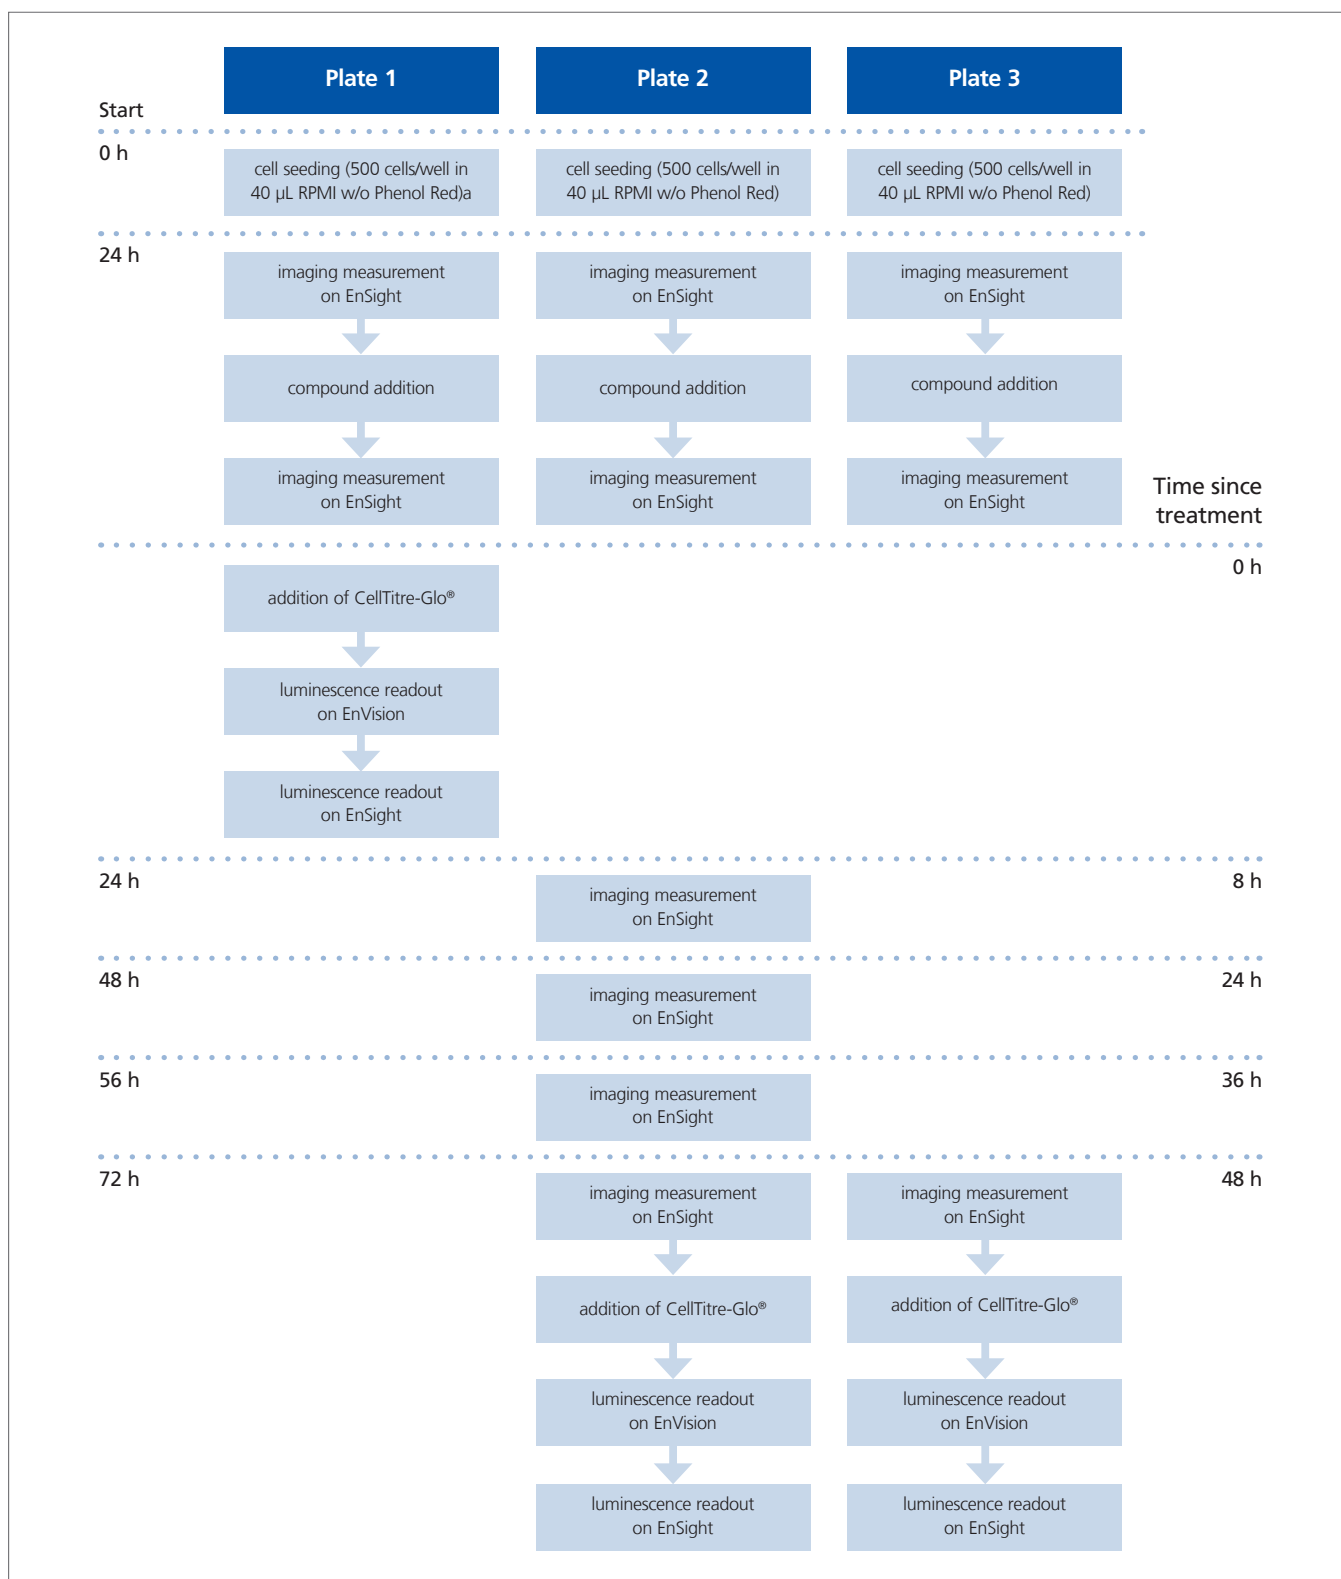 Plate 1
Plate 2
Plate 3
Start
0 h
cell seeding (500 cells/well in
40 µL RPMI w/o Phenol Red)a
cell seeding (500 cells/well in
40 µL RPMI w/o Phenol Red)
cell seeding (500 cells/well in
40 µL RPMI w/o Phenol Red)
24 h
imaging measurement
on EnSight
imaging measurement
on EnSight
imaging measurement
on EnSight
compound addition
compound addition
compound addition
imaging measurement
on EnSight
imaging measurement
on EnSight
imaging measurement
on EnSight
Time since
treatment
0 h
addition of CellTitre-Glo®
luminescence readout
on EnVision
luminescence readout
on EnSight
24 h
imaging measurement
on EnSight
8 h
48 h
imaging measurement
on EnSight
24 h
56 h
imaging measurement
on EnSight
36 h
72 h
imaging measurement
on EnSight
imaging measurement
on EnSight
48 h
addition of CellTitre-Glo®
addition of CellTitre-Glo®
luminescence readout
on EnVision
luminescence readout
on EnVision
luminescence readout
on EnSight
luminescence readout
on EnSight